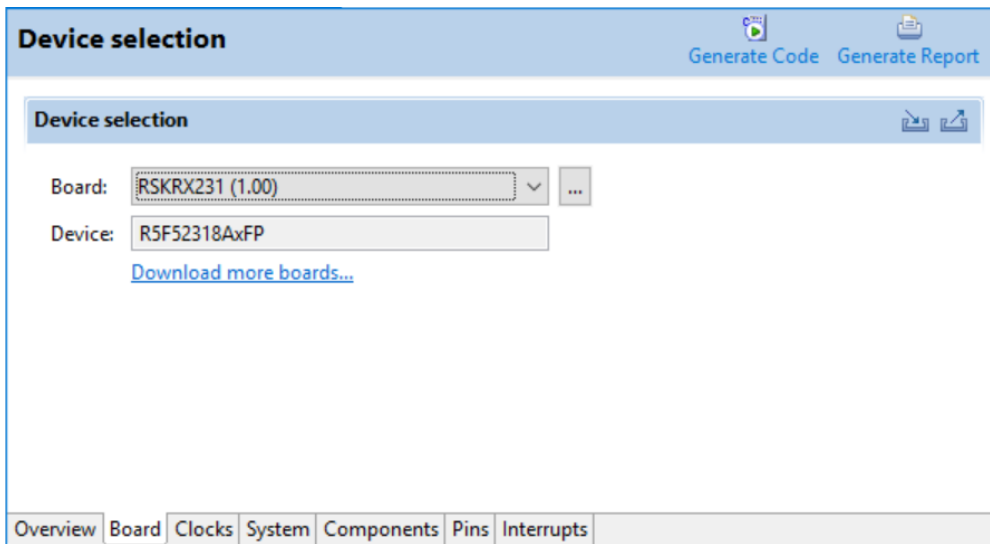 Device selection
Generate Code Generate Report
Device selection
Board: RSKRX231 (1.00) ...
Device: R5F52318AxFP
Download more boards...
Overview Board Clocks System Components Pins Interrupts